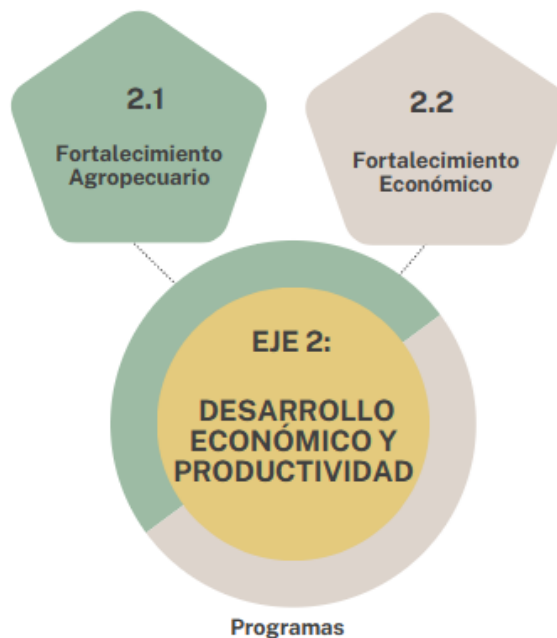 2.1
Fortalecimiento
Agropecuario
2.2
Fortalecimiento
Económico
EJE 2:
DESARROLLO
ECONÓMICO Y
PRODUCTIVIDAD
Programas